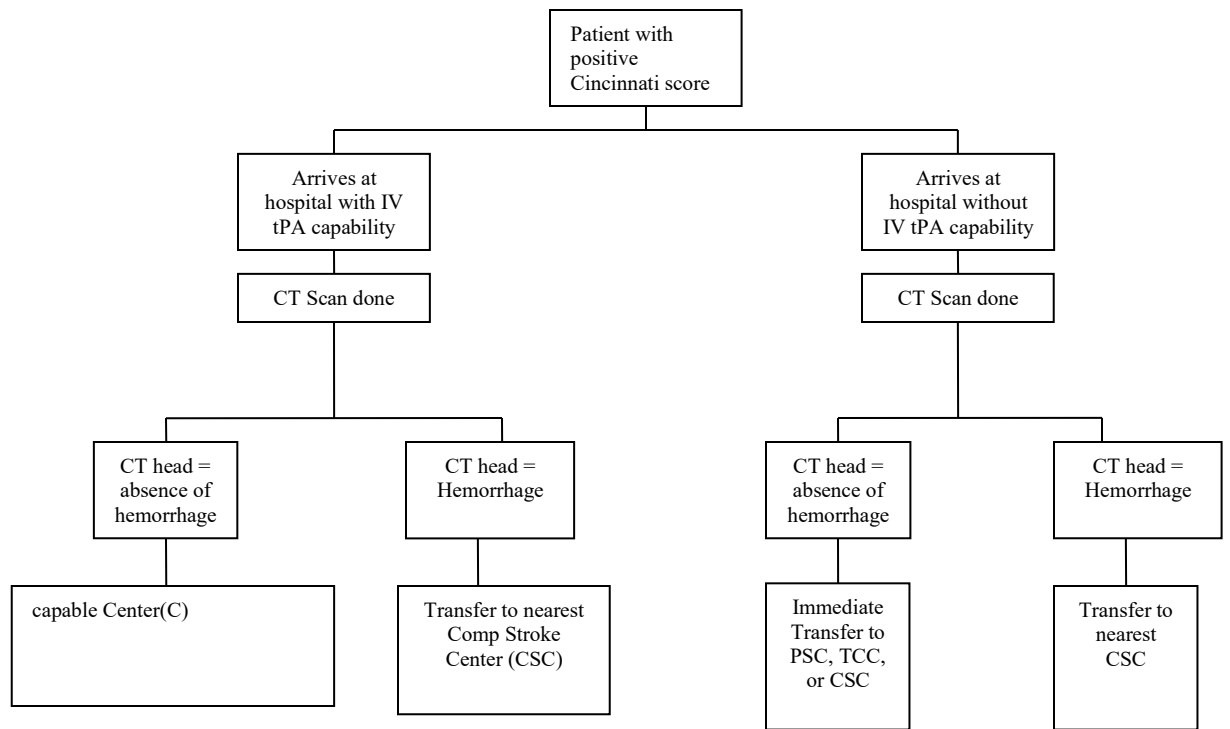 Patient with
positive
Cincinnati score
Arrives at
hospital with IV
tPA capability
Arrives at
hospital without
IV tPA capability
CT Scan done
CT Scan done
CT head =
absence of
hemorrhage
CT head =
Hemorrhage
CT head =
absence of
hemorrhage
CT head =
Hemorrhage
capable Center(C)
Transfer to nearest
Comp Stroke
Center (CSC)
Immediate
Transfer to
PSC, TCC,
or CSC
Transfer to
nearest
CSC